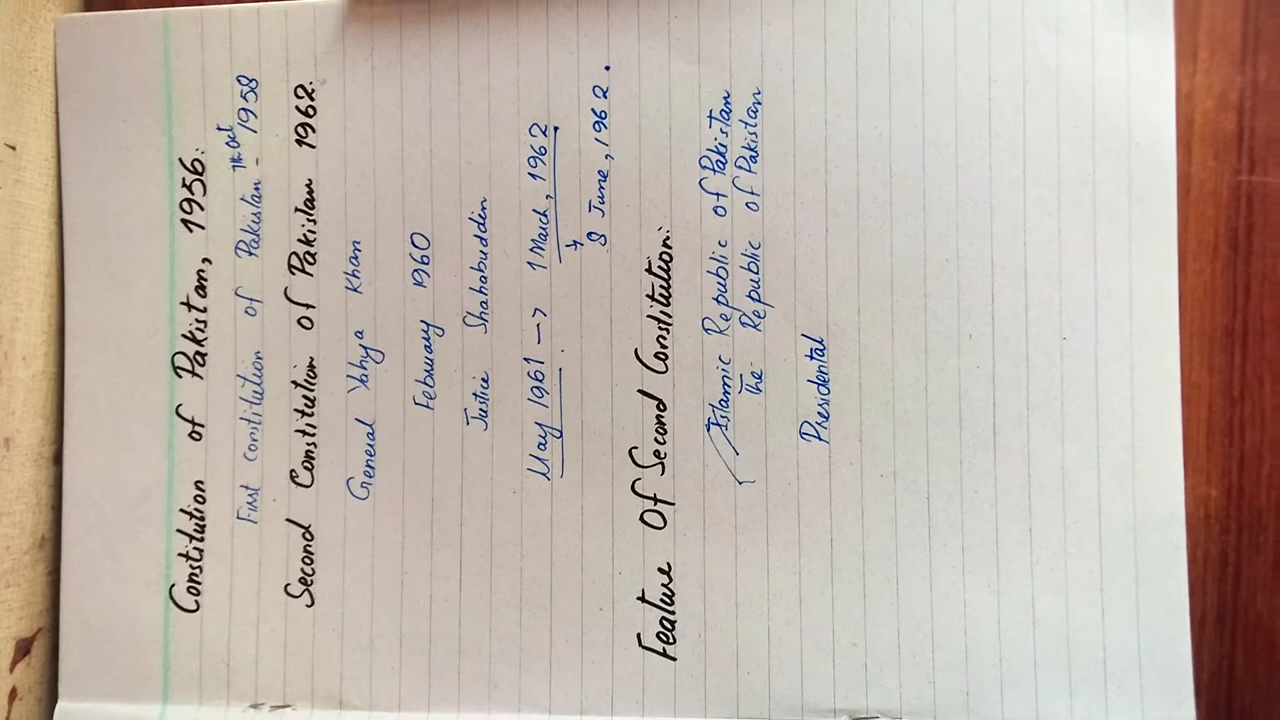 Constitution of Pakistan, 1956:
First constitution of Pakistan - 7th Oct 1958
Second Constitution of Pakistan 1962.
General Yahya Khan
February 1960
Justice Shahabuddin
May 1961 -> 1 March, 1962
↓
8 June, 1962.
Feature Of Second Constitution:
Islamic Republic of Pakistan
The Republic of Pakistan
Presidental